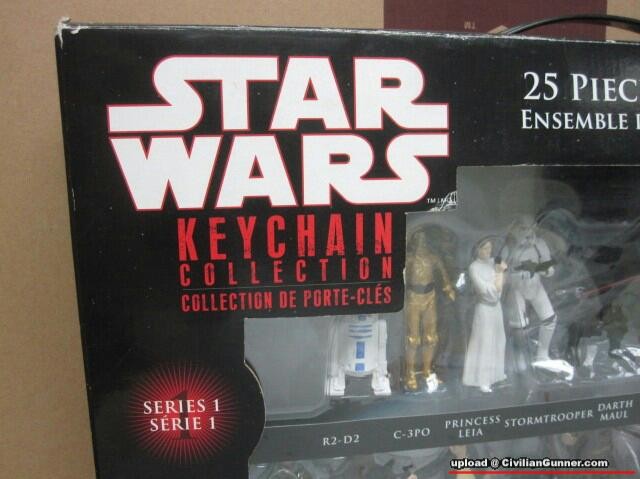 STAR
WARS
™
KEYCHAIN
COLLECTION
COLLECTION DE PORTE-CLÉS
25 PIEC
ENSEMBLE
SERIES 1
SÉRIE 1
R2-D2
C-3PO
PRINCESS
LEIA
STORMTROOPER
DARTH
MAUL
upload @ CivilianGunner.com